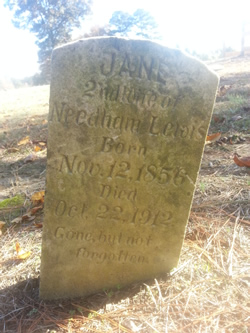 JANE
2nd wife of
Needham Lewis
Born
Nov. 12, 1856
Died
Oct. 22, 1912
Gone, but not
forgotten.